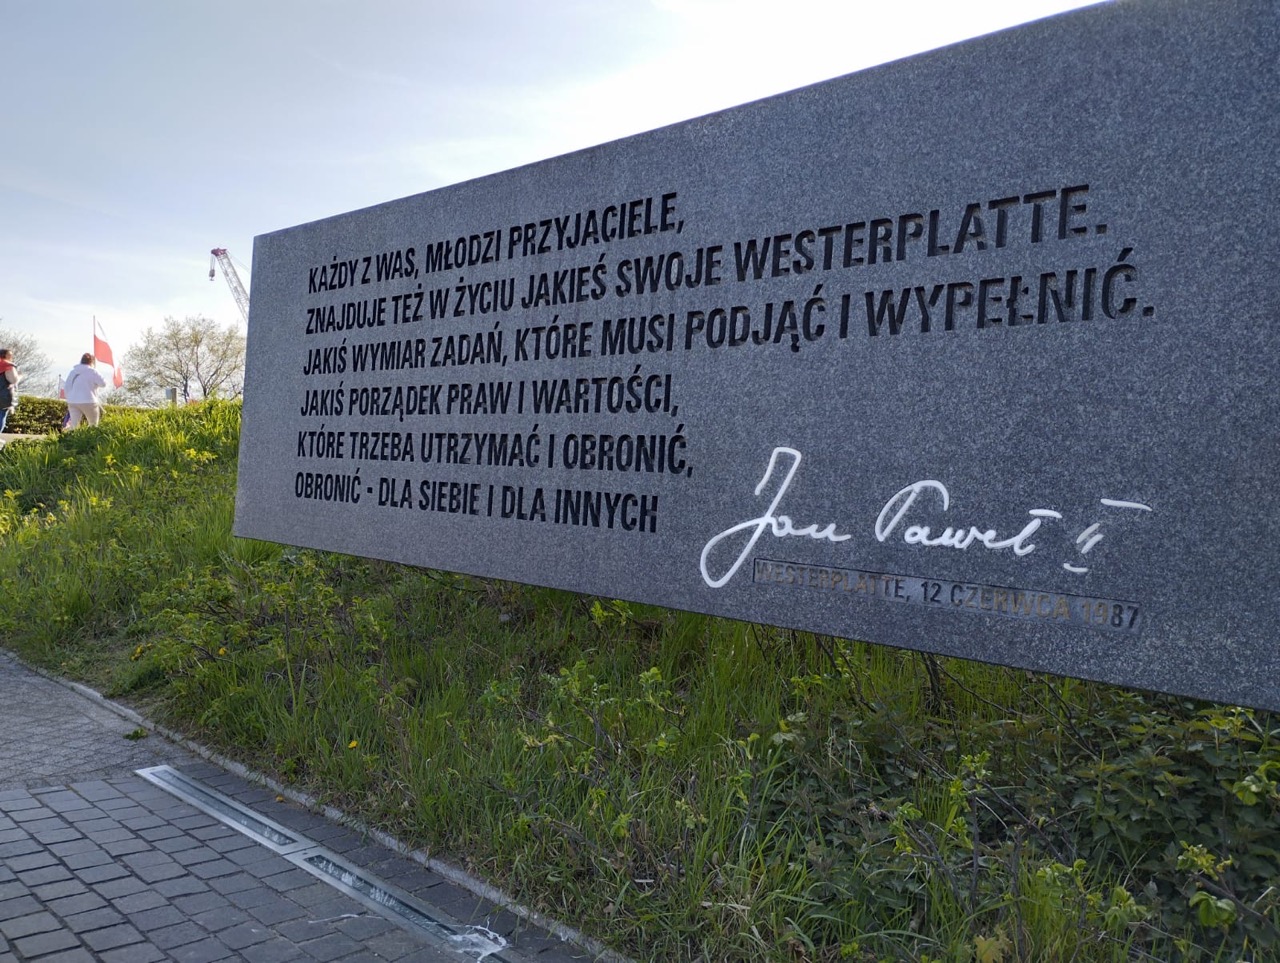 KAŻDY Z WAS, MŁODZI PRZYJACIELE,
ZNAJDUJE TEŻ W ŻYCIU JAKIEŚ SWOJE WESTERPLATTE.
JAKIŚ WYMIAR ZADAŃ, KTÓRE MUSI PODJĄĆ I WYPEŁNIĆ.
JAKIŚ PORZĄDEK PRAW I WARTOŚCI,
KTÓRE TRZEBA UTRZYMAĆ I OBRONIĆ,
OBRONIĆ - DLA SIEBIE I DLA INNYCH
Jan Paweł II
WESTERPLATTE, 12 CZERWCA 1987